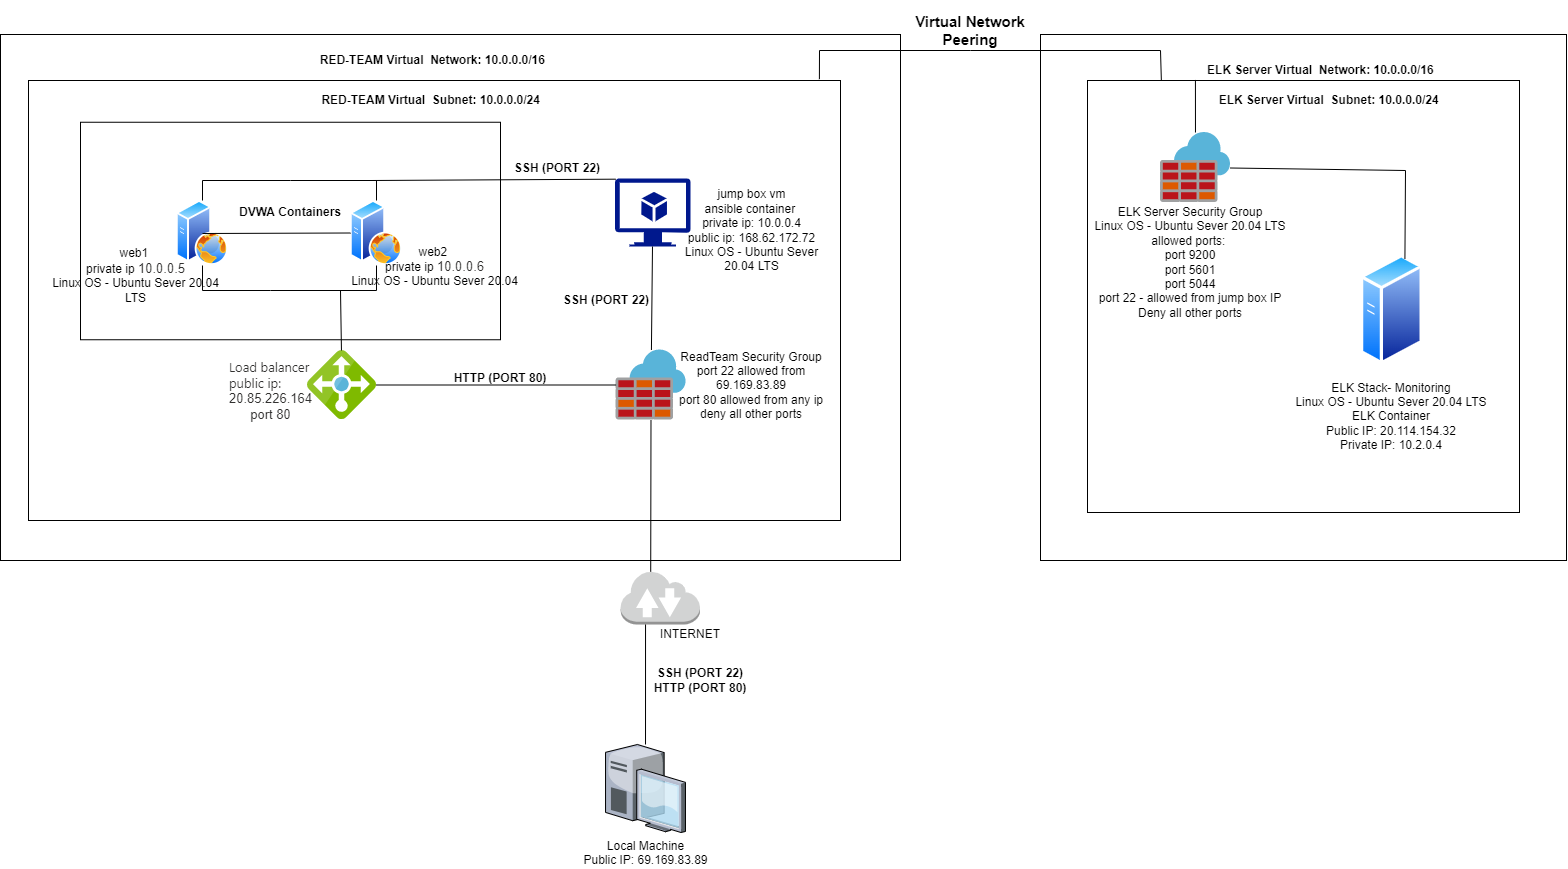 Virtual Network
Peering
RED-TEAM Virtual Network: 10.0.0.0/16
RED-TEAM Virtual Subnet: 10.0.0.0/24
SSH (PORT 22)
DVWA Containers
web1
private ip 10.0.0.5
Linux OS - Ubuntu Sever 20.04
LTS
web2
private ip 10.0.0.6
Linux OS - Ubuntu Sever 20.04
jump box vm
ansible container
private ip: 10.0.0.4
public ip: 168.62.172.72
Linux OS - Ubuntu Sever
20.04 LTS
SSH (PORT 22)
Load balancer
public ip:
20.85.226.164
port 80
HTTP (PORT 80)
ReadTeam Security Group
port 22 allowed from
69.169.83.89
port 80 allowed from any ip
deny all other ports
INTERNET
SSH (PORT 22)
HTTP (PORT 80)
Local Machine
Public IP: 69.169.83.89
ELK Server Virtual Network: 10.0.0.0/16
ELK Server Virtual Subnet: 10.0.0.0/24
ELK Server Security Group
Linux OS - Ubuntu Sever 20.04 LTS
allowed ports:
port 9200
port 5601
port 5044
port 22 - allowed from jump box IP
Deny all other ports
ELK Stack- Monitoring
Linux OS - Ubuntu Sever 20.04 LTS
ELK Container
Public IP: 20.114.154.32
Private IP: 10.2.0.4